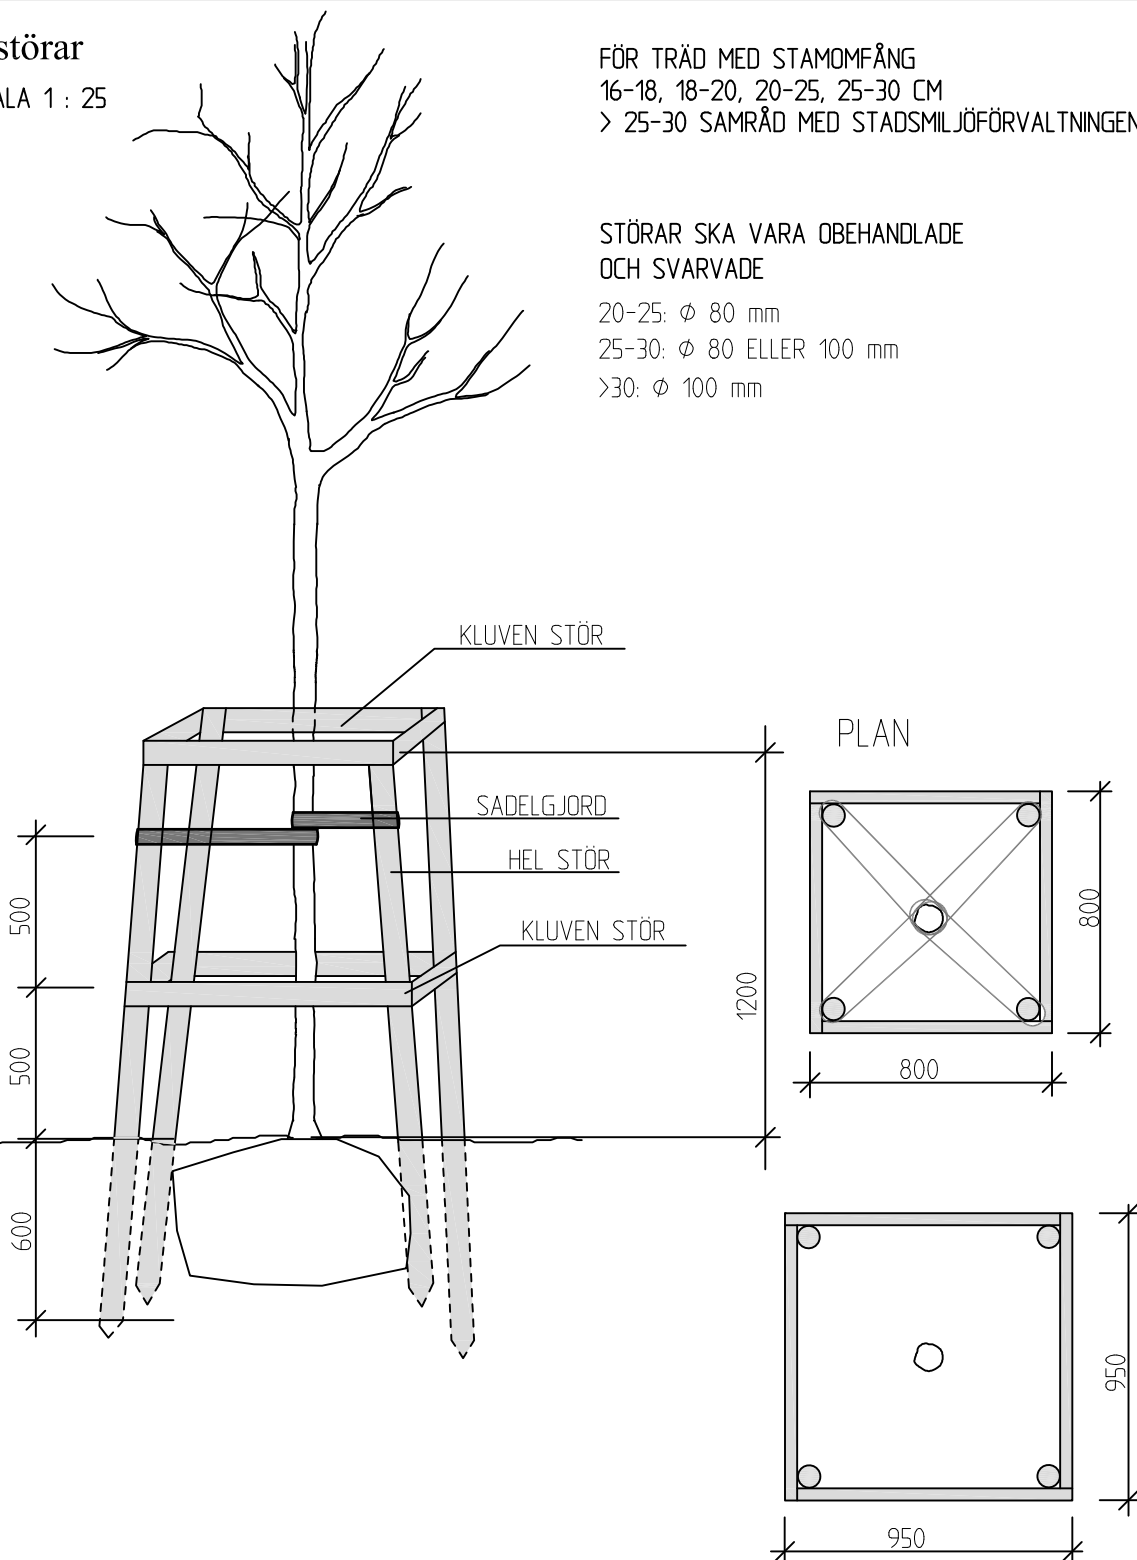 störar
ALA 1 : 25
FÖR TRÄD MED STAMOMFÅNG
16-18, 18-20, 20-25, 25-30 CM
> 25-30 SAMRÅD MED STADSMILJÖFÖRVALTNINGEN
STÖRAR SKA VARA OBEHANDLADE
OCH SVARVADE
20-25: Ø 80 mm
25-30: Ø 80 ELLER 100 mm
>30: Ø 100 mm
KLUVEN STÖR
SADELGJORD
HEL STÖR
KLUVEN STÖR
500
500
600
1200
PLAN
800
800
950
950